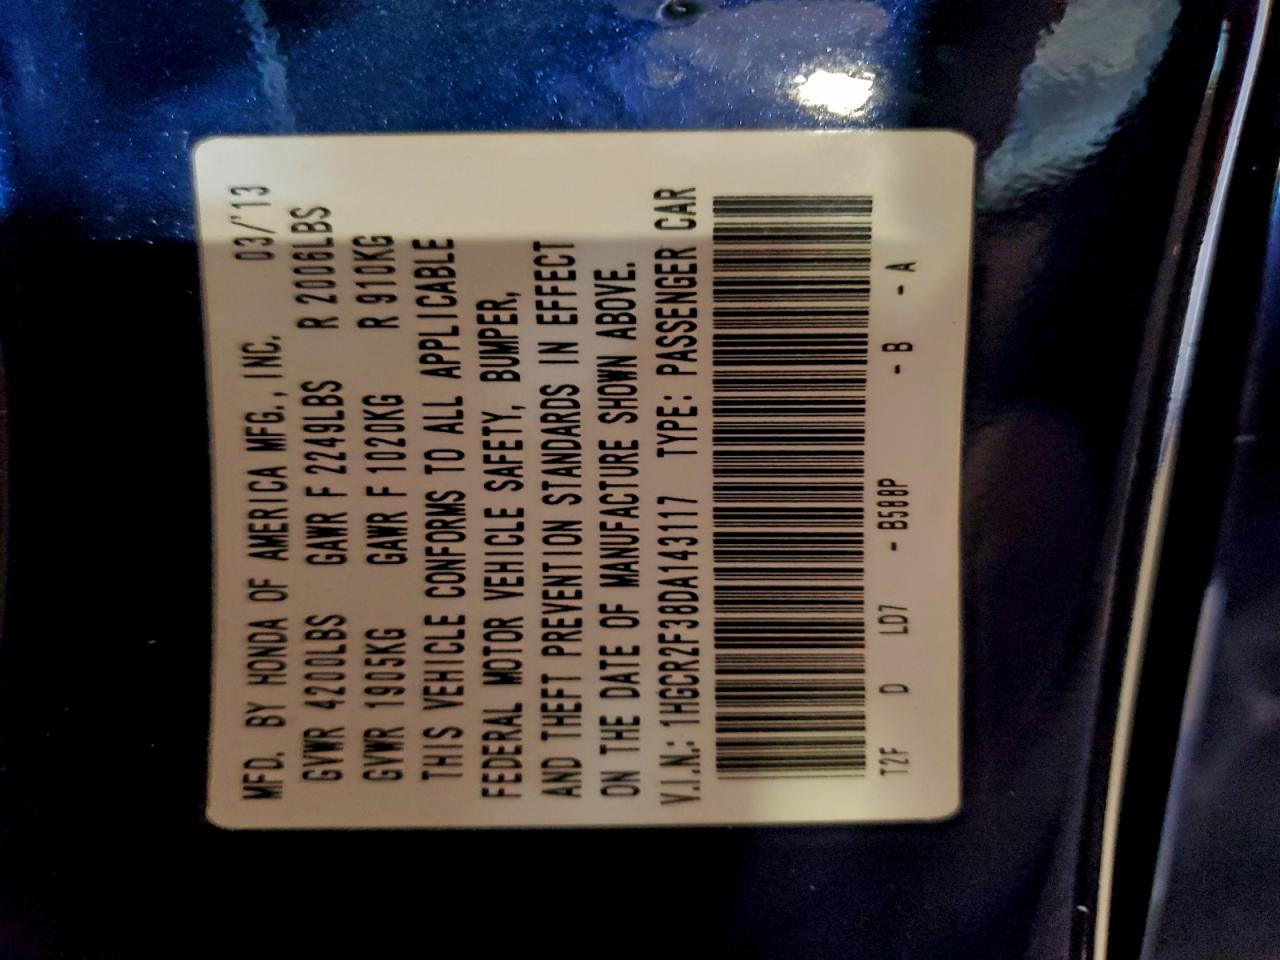 MFD. BY HONDA OF AMERICA MFG., INC. 03/'13
GVWR 4200LBS GAWR F 2249LBS R 2006LBS
GVWR 1905KG GAWR F 1020KG R 910KG
THIS VEHICLE CONFORMS TO ALL APPLICABLE
FEDERAL MOTOR VEHICLE SAFETY, BUMPER,
AND THEFT PREVENTION STANDARDS IN EFFECT
ON THE DATE OF MANUFACTURE SHOWN ABOVE.
V.I.N.: 1HGCR2F38DA143117 TYPE: PASSENGER CAR
T2F D LD7 - B588P - B - A